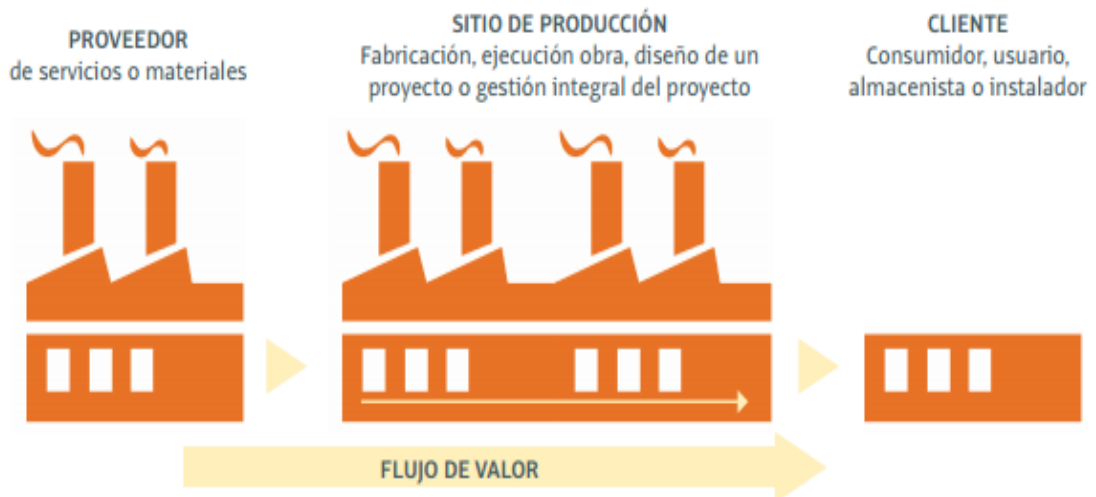 PROVEEDOR
de servicios o materiales
SITIO DE PRODUCCIÓN
Fabricación, ejecución obra, diseño de un
proyecto o gestión integral del proyecto
CLIENTE
Consumidor, usuario,
almacenista o instalador
FLUJO DE VALOR